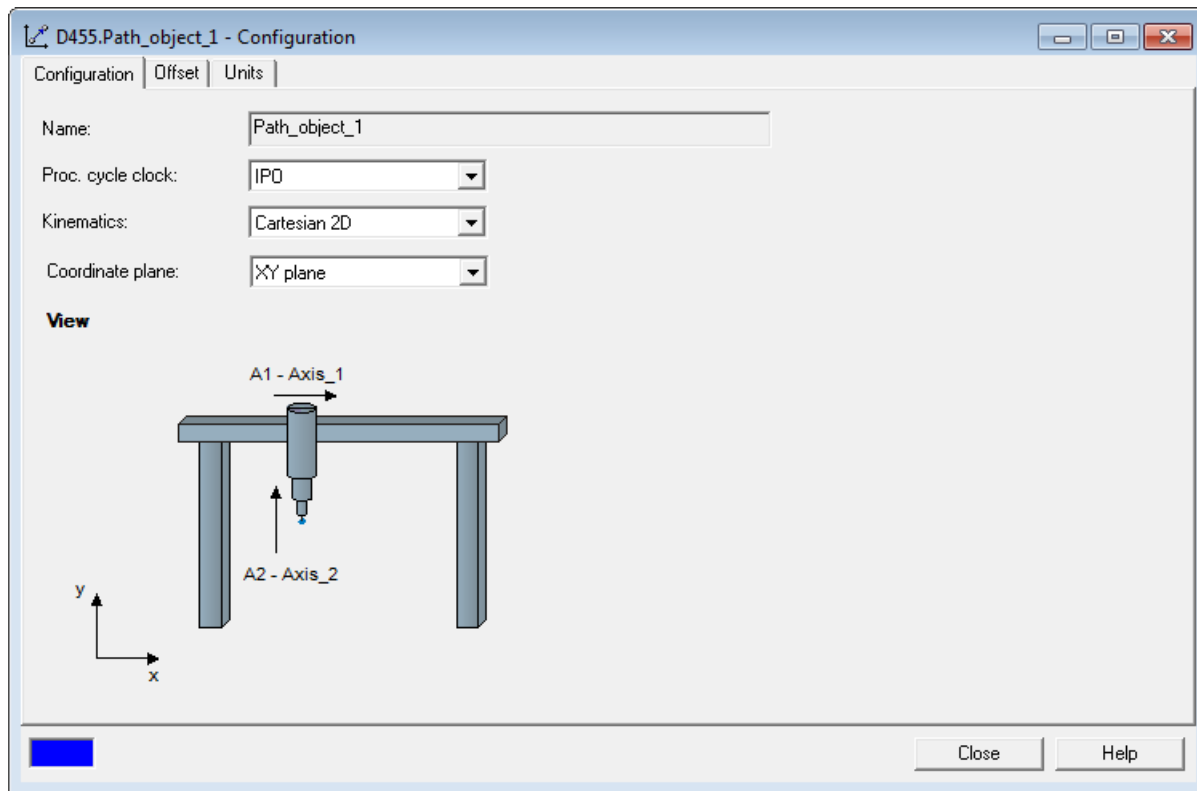 D455.Path_object_1 - Configuration
Configuration Offset Units
Name: Path_object_1
Proc. cycle clock: IPO
Kinematics: Cartesian 2D
Coordinate plane: XY plane
View
A1 - Axis_1
A2 - Axis_2
y
x
Close Help